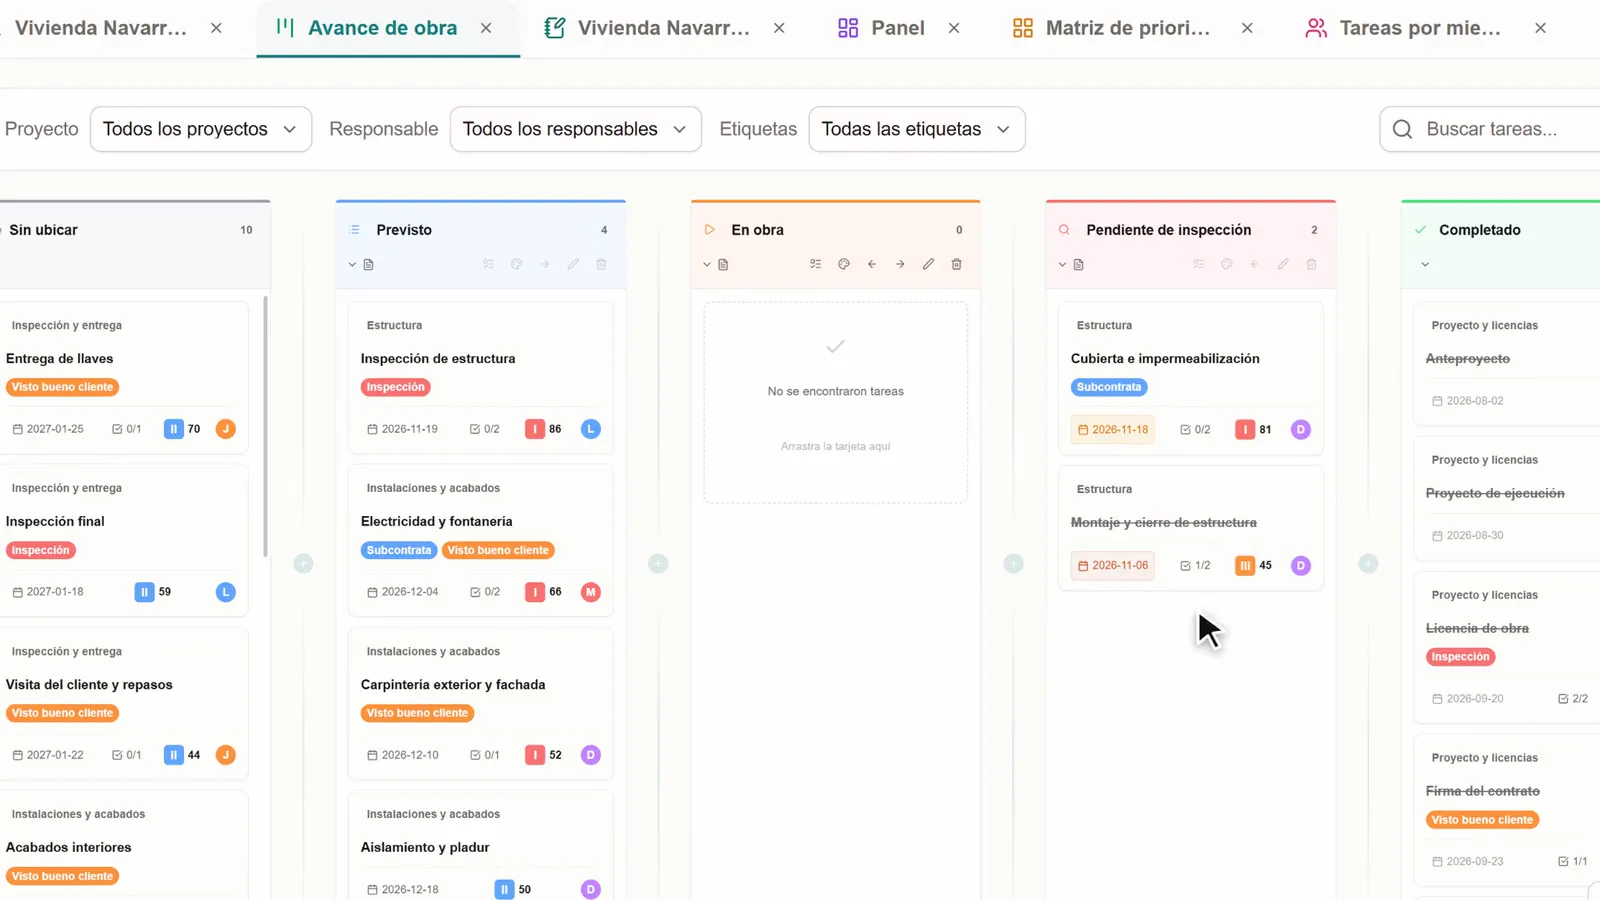 Vivienda Navarr...
Avance de obra
Vivienda Navarr...
Panel
Matriz de priori...
Tareas por mie...
Proyecto
Todos los proyectos
Responsable
Todos los responsables
Etiquetas
Todas las etiquetas
Buscar tareas...
Sin ubicar
10
Inspección y entrega
Entrega de llaves
Visto bueno cliente
2027-01-25
0/1
II
70
J
Inspección y entrega
Inspección final
Inspección
2027-01-18
II
59
L
Inspección y entrega
Visita del cliente y repasos
Visto bueno cliente
2027-01-22
0/1
II
44
J
Instalaciones y acabados
Acabados interiores
Visto bueno cliente
Previsto
4
Estructura
Inspección de estructura
Inspección
2026-11-19
0/2
I
86
L
Instalaciones y acabados
Electricidad y fontanería
Subcontrata
Visto bueno cliente
2026-12-04
0/2
I
66
M
Instalaciones y acabados
Carpintería exterior y fachada
Visto bueno cliente
2026-12-10
0/1
I
52
D
Instalaciones y acabados
Aislamiento y pladur
2026-12-18
II
50
D
En obra
0
No se encontraron tareas
Arrastra la tarjeta aquí
Pendiente de inspección
2
Estructura
Cubierta e impermeabilización
Subcontrata
2026-11-18
0/2
I
81
D
Estructura
Montaje y cierre de estructura
2026-11-06
1/2
III
45
D
Completado
Proyecto y licencias
Anteproyecto
2026-08-02
Proyecto y licencias
Proyecto de ejecución
2026-08-30
Proyecto y licencias
Licencia de obra
Inspección
2026-09-20
2/2
Proyecto y licencias
Firma del contrato
Visto bueno cliente
2026-09-23
1/1